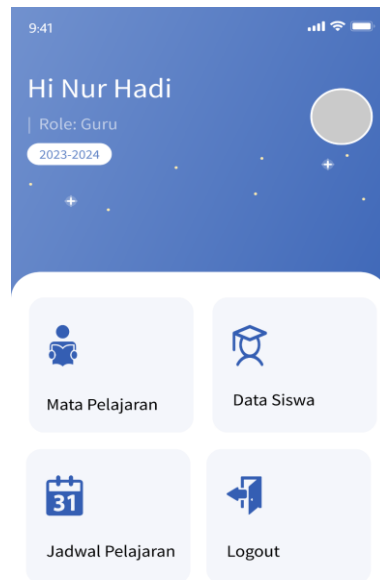 9:41
Hi Nur Hadi
| Role: Guru
2023-2024
Mata Pelajaran
Data Siswa
31
Jadwal Pelajaran
Logout